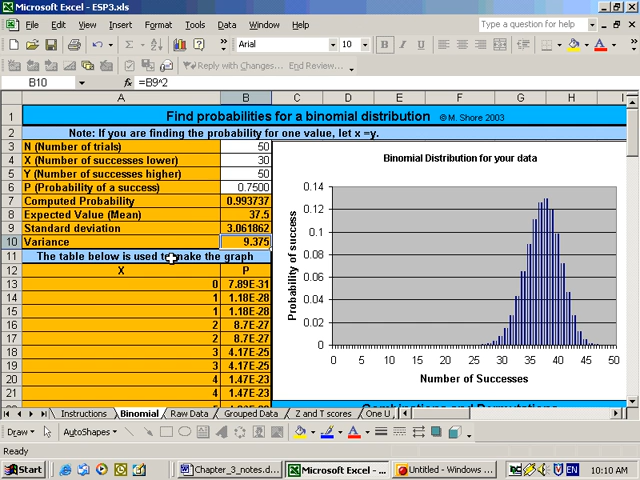 Microsoft Excel - ESP3.xls
File Edit View Insert Format Tools Data Window Help Type a question for help
Arial 10 B I U
Reply with Changes... End Review...
B10 fx =B9^2
A B C D E F G H
1 Find probabilities for a binomial distribution © M. Shore 2003
2 Note: If you are finding the probability for one value, let x =y.
3 N (Number of trials) 50
4 X (Number of successes lower) 30
5 Y (Number of successes higher) 50
6 P (Probability of a success) 0.7500
7 Computed Probability 0.993737
8 Expected Value (Mean) 37.5
9 Standard deviation 3.061862
10 Variance 9.375
11 The table below is used to make the graph
12 X P
13 0 7.89E-31
14 1 1.18E-28
15 1 1.18E-28
16 2 8.7E-27
17 2 8.7E-27
18 3 4.17E-25
19 3 4.17E-25
20 4 1.47E-23
21 4 1.47E-23
Binomial Distribution for your data
Probability of success
0.14
0.12
0.1
0.08
0.06
0.04
0.02
0
0 5 10 15 20 25 30 35 40 45 50
Number of Successes
Combinations and Permutations
Instructions Binomial Raw Data Grouped Data Z and T scores One U
Draw AutoShapes
Ready
Start Chapter_3_notes.d... Microsoft Excel - ... Untitled - Windows ... EN 10:10 AM